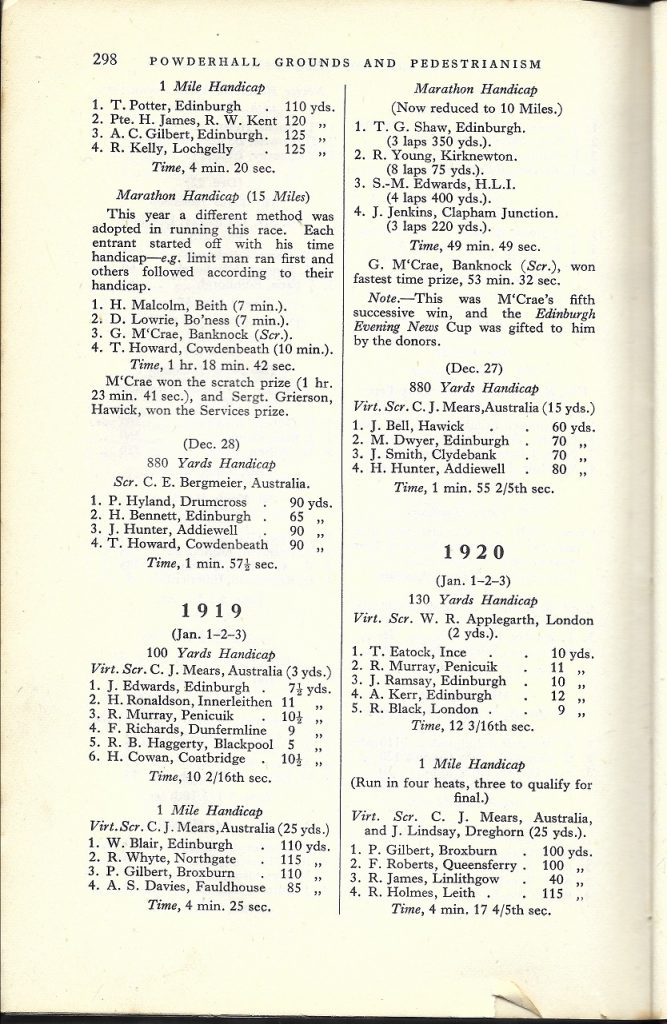 298 POWDERHALL GROUNDS AND PEDESTRIANISM
1 Mile Handicap
1. T. Potter, Edinburgh . 110 yds.
2. Pte. H. James, R. W. Kent 120 „
3. A. C. Gilbert, Edinburgh. 125 „
4. R. Kelly, Lochgelly . 125 „
Time, 4 min. 20 sec.
Marathon Handicap (15 Miles)
This year a different method was
adopted in running this race. Each
entrant started off with his time
handicap—e.g. limit man ran first and
others followed according to their
handicap.
1. H. Malcolm, Beith (7 min.).
2. D. Lowrie, Bo'ness (7 min.).
3. G. M‘Crae, Banknock (Scr.).
4. T. Howard, Cowdenbeath (10 min.).
Time, 1 hr. 18 min. 42 sec.
M‘Crae won the scratch prize (1 hr.
23 min. 41 sec.), and Sergt. Grierson,
Hawick, won the Services prize.
(Dec. 28)
880 Yards Handicap
Scr. C. E. Bergmeier, Australia.
1. P. Hyland, Drumcross . 90 yds.
2. H. Bennett, Edinburgh . 65 „
3. J. Hunter, Addiewell . 90 „
4. T. Howard, Cowdenbeath 90 „
Time, 1 min. 57½ sec.
1919
(Jan. 1–2–3)
100 Yards Handicap
Virt. Scr. C. J. Mears, Australia (3 yds.)
1. J. Edwards, Edinburgh . 7½ yds.
2. H. Ronaldson, Innerleithen 11 „
3. R. Murray, Penicuik . 10½ „
4. F. Richards, Dunfermline 9 „
5. R. B. Haggerty, Blackpool 5 „
6. H. Cowan, Coatbridge . 10½ „
Time, 10 2/16th sec.
1 Mile Handicap
Virt. Scr. C. J. Mears, Australia (25 yds.)
1. W. Blair, Edinburgh . 110 yds.
2. R. Whyte, Northgate . 115 „
3. P. Gilbert, Broxburn . 110 „
4. A. S. Davies, Fauldhouse 85 „
Time, 4 min. 25 sec.
Marathon Handicap
(Now reduced to 10 Miles.)
1. T. G. Shaw, Edinburgh.
(3 laps 350 yds.).
2. R. Young, Kirknewton.
(8 laps 75 yds.).
3. S.-M. Edwards, H.L.I.
(4 laps 400 yds.).
4. J. Jenkins, Clapham Junction.
(3 laps 220 yds.).
Time, 49 min. 49 sec.
G. M‘Crae, Banknock (Scr.), won
fastest time prize, 53 min. 32 sec.
Note.—This was M‘Crae's fifth
successive win, and the Edinburgh
Evening News Cup was gifted to him
by the donors.
(Dec. 27)
880 Yards Handicap
Virt. Scr. C. J. Mears, Australia (15 yds.)
1. J. Bell, Hawick . . 60 yds.
2. M. Dwyer, Edinburgh . 70 „
3. J. Smith, Clydebank . 70 „
4. H. Hunter, Addiewell . 80 „
Time, 1 min. 55 2/5th sec.
1920
(Jan. 1–2–3)
130 Yards Handicap
Virt. Scr. W. R. Applegarth, London
(2 yds.).
1. T. Eatock, Ince . . 10 yds.
2. R. Murray, Penicuik . 11 „
3. J. Ramsay, Edinburgh . 10 „
4. A. Kerr, Edinburgh . 12 „
5. R. Black, London . . 9 „
Time, 12 3/16th sec.
1 Mile Handicap
(Run in four heats, three to qualify for
final.)
Virt. Scr. C. J. Mears, Australia,
and J. Lindsay, Dreghorn (25 yds.).
1. P. Gilbert, Broxburn . 100 yds.
2. F. Roberts, Queensferry . 100 „
3. R. James, Linlithgow . 40 „
4. R. Holmes, Leith . . 115 „
Time, 4 min. 17 4/5th sec.